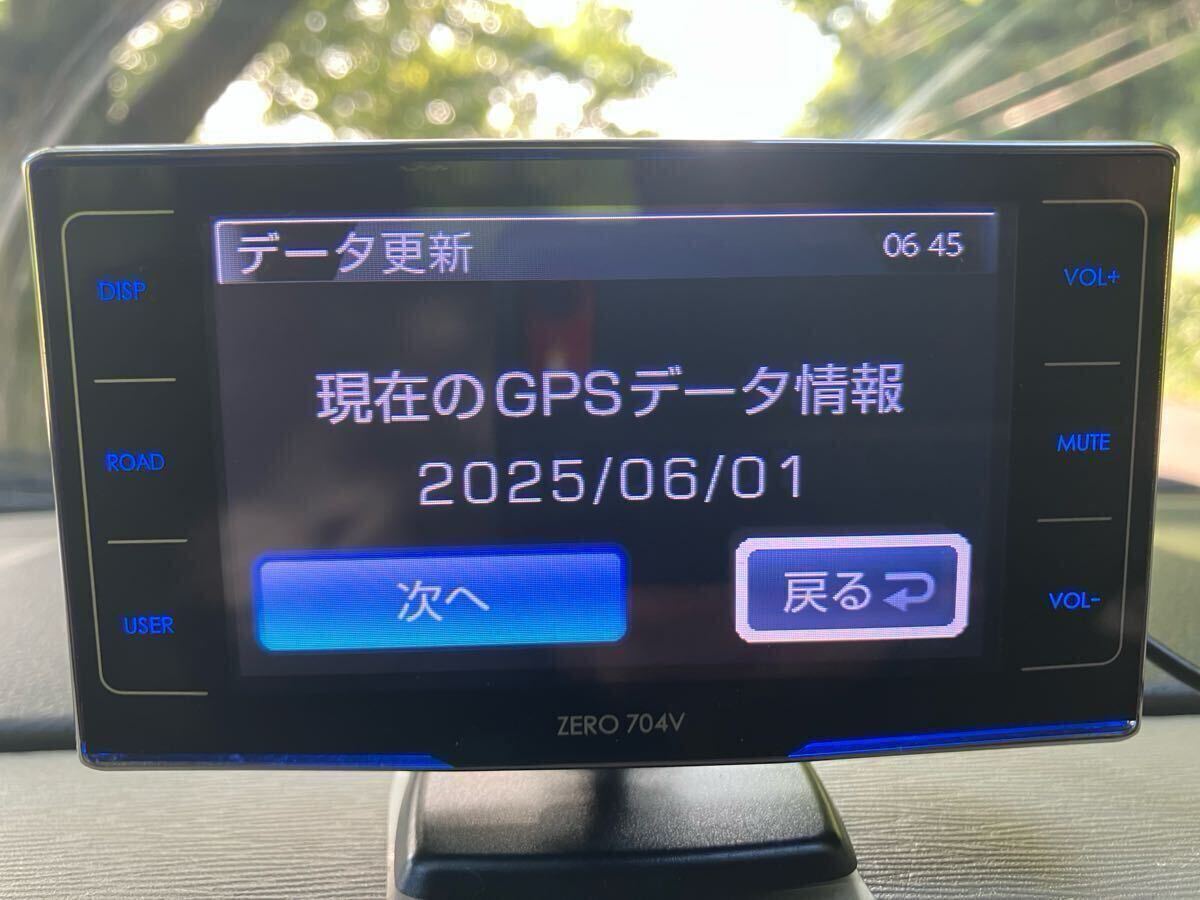 データ更新
06 45
DISP
ROAD
USER
現在のGPSデータ情報
2025/06/01
次へ
戻る
VOL+
MUTE
VOL-
ZERO 704V